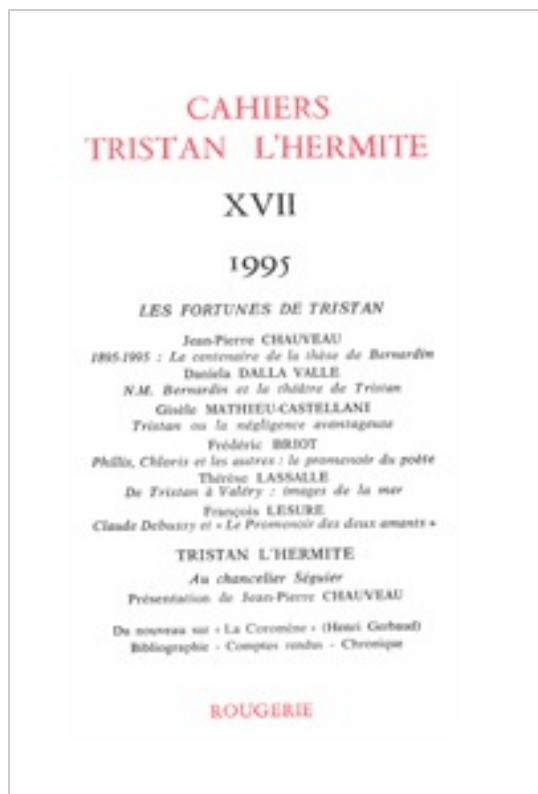 CAHIERS
TRISTAN L'HERMITE
XVII
1995
LES FORTUNES DE TRISTAN
Jean-Pierre CHAUVEAU
1895-1995 : Le centenaire de la thèse de Bernardin
Daniela DALLA VALLE
N.M. Bernardin et le théâtre de Tristan
Gisèle MATHIEU-CASTELLANI
Tristan ou la négligence avantageuse
Frédéric BRIOT
Phillis, Chloris et les autres : le promenoir du poète
Thérèse LASSALLE
De Tristan à Valéry : images de la mer
François LESURE
Claude Debussy et « Le Promenoir des deux amants »
TRISTAN L'HERMITE
Au chancelier Séguier
Présentation de Jean-Pierre CHAUVEAU
Du nouveau sur « La Coromène » (Henri Gerbaud)
Bibliographie - Comptes rendus - Chronique
ROUGERIE